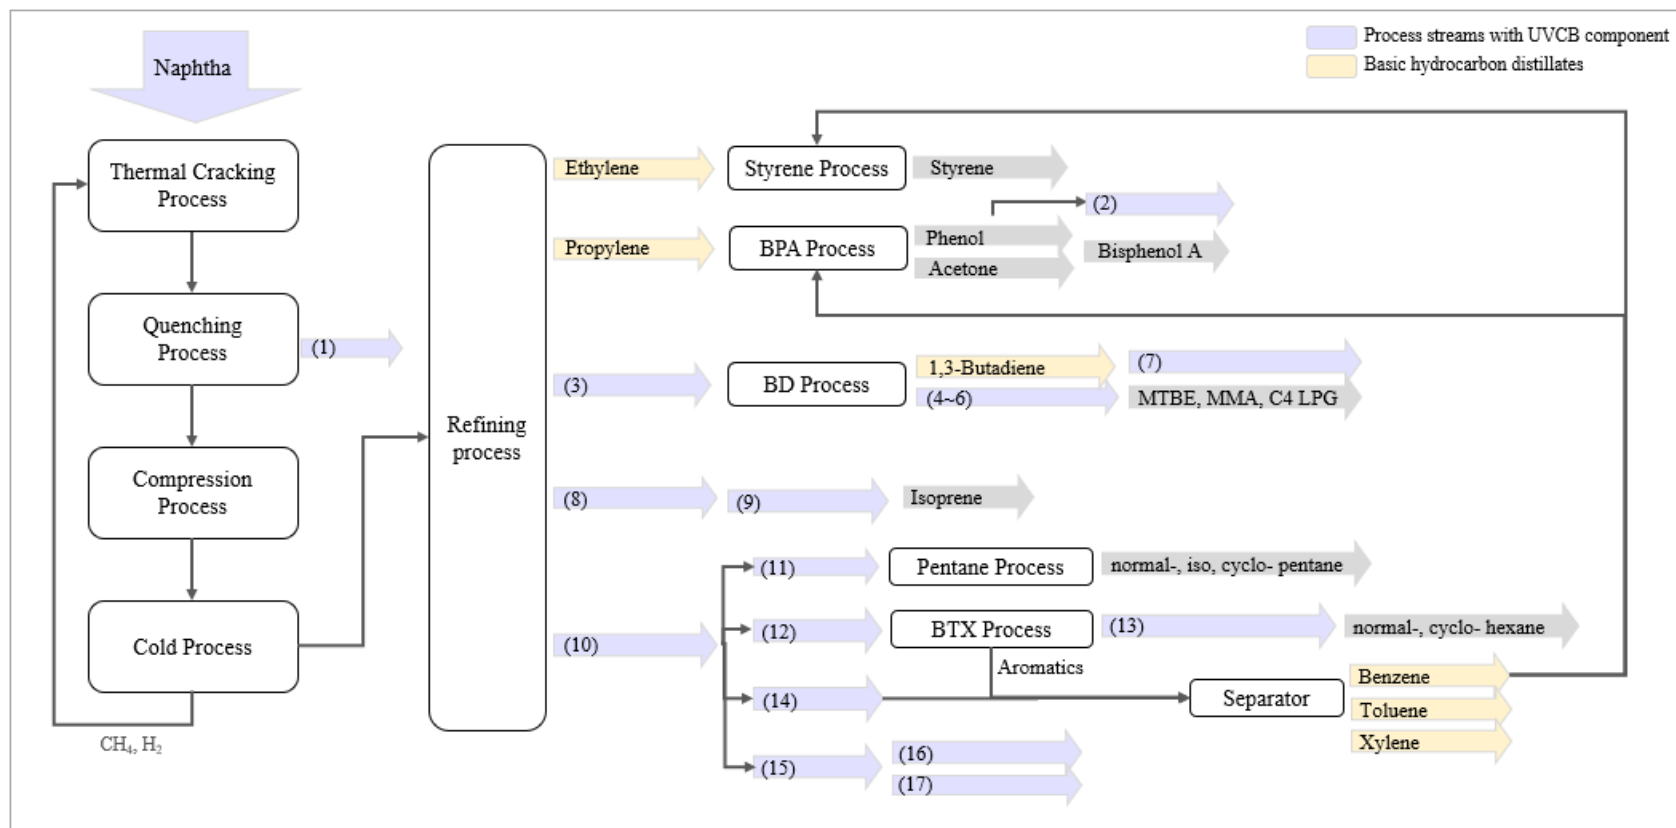 Process streams with UVCB component
Basic hydrocarbon distillates
Naphtha
Thermal Cracking
Process
Quenching
Process
(1)
Compression
Process
Cold Process
CH₄, H₂
Refining
process
Ethylene
Styrene Process
Styrene
(2)
Propylene
BPA Process
Phenol
Acetone
Bisphenol A
(3)
BD Process
1,3-Butadiene
(4~6)
(7)
MTBE, MMA, C4 LPG
(8)
(9)
Isoprene
(10)
(11)
Pentane Process
normal-, iso, cyclo- pentane
(12)
BTX Process
(13)
normal-, cyclo- hexane
Aromatics
(14)
Separator
Benzene
Toluene
Xylene
(15)
(16)
(17)